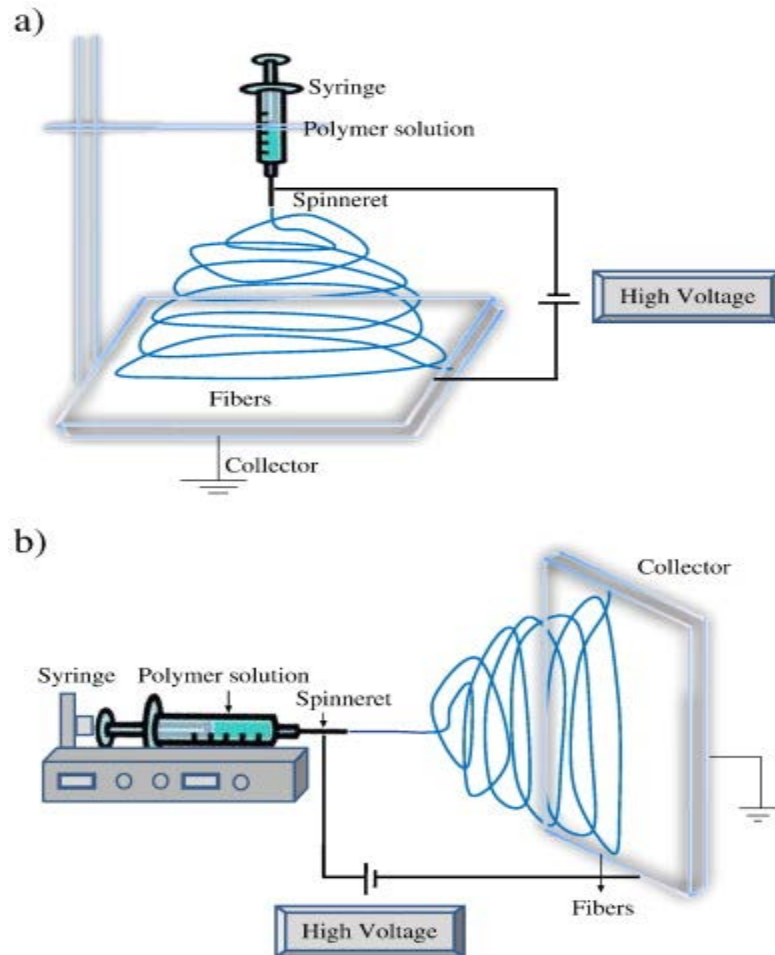 a)
Syringe
Polymer solution
Spinneret
High Voltage
Fibers
Collector
b)
Collector
Syringe
Polymer solution
Spinneret
Fibers
High Voltage